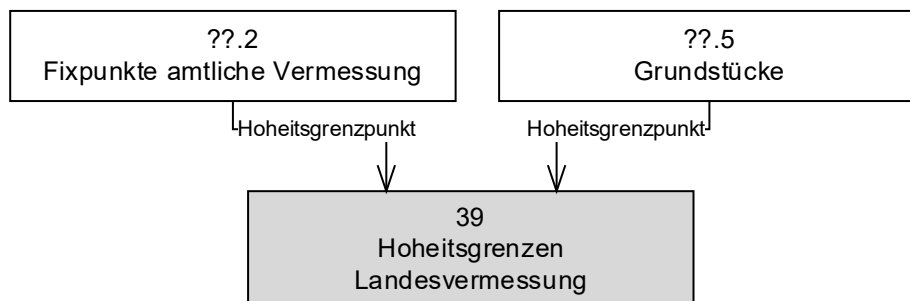 ??.2
Fixpunkte amtliche Vermessung
??.5
Grundstücke
Hoheitsgrenzpunkt
Hoheitsgrenzpunkt
39
Hoheitsgrenzen
Landesvermessung